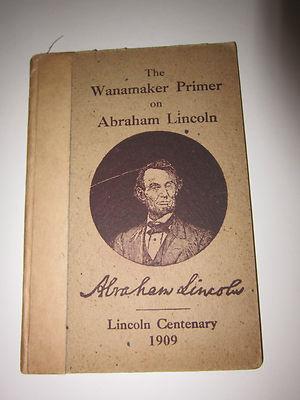 The
Wanamaker Primer
on
Abraham Lincoln
Abraham Lincoln
Lincoln Centenary
1909